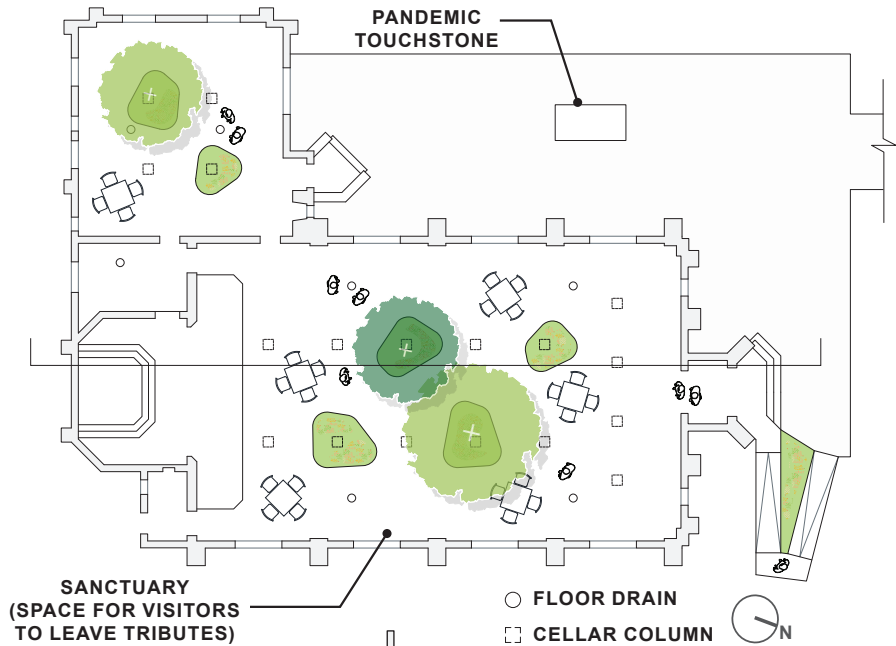 PANDEMIC
TOUCHSTONE
SANCTUARY
(SPACE FOR VISITORS
TO LEAVE TRIBUTES)
FLOOR DRAIN
CELLAR COLUMN
N